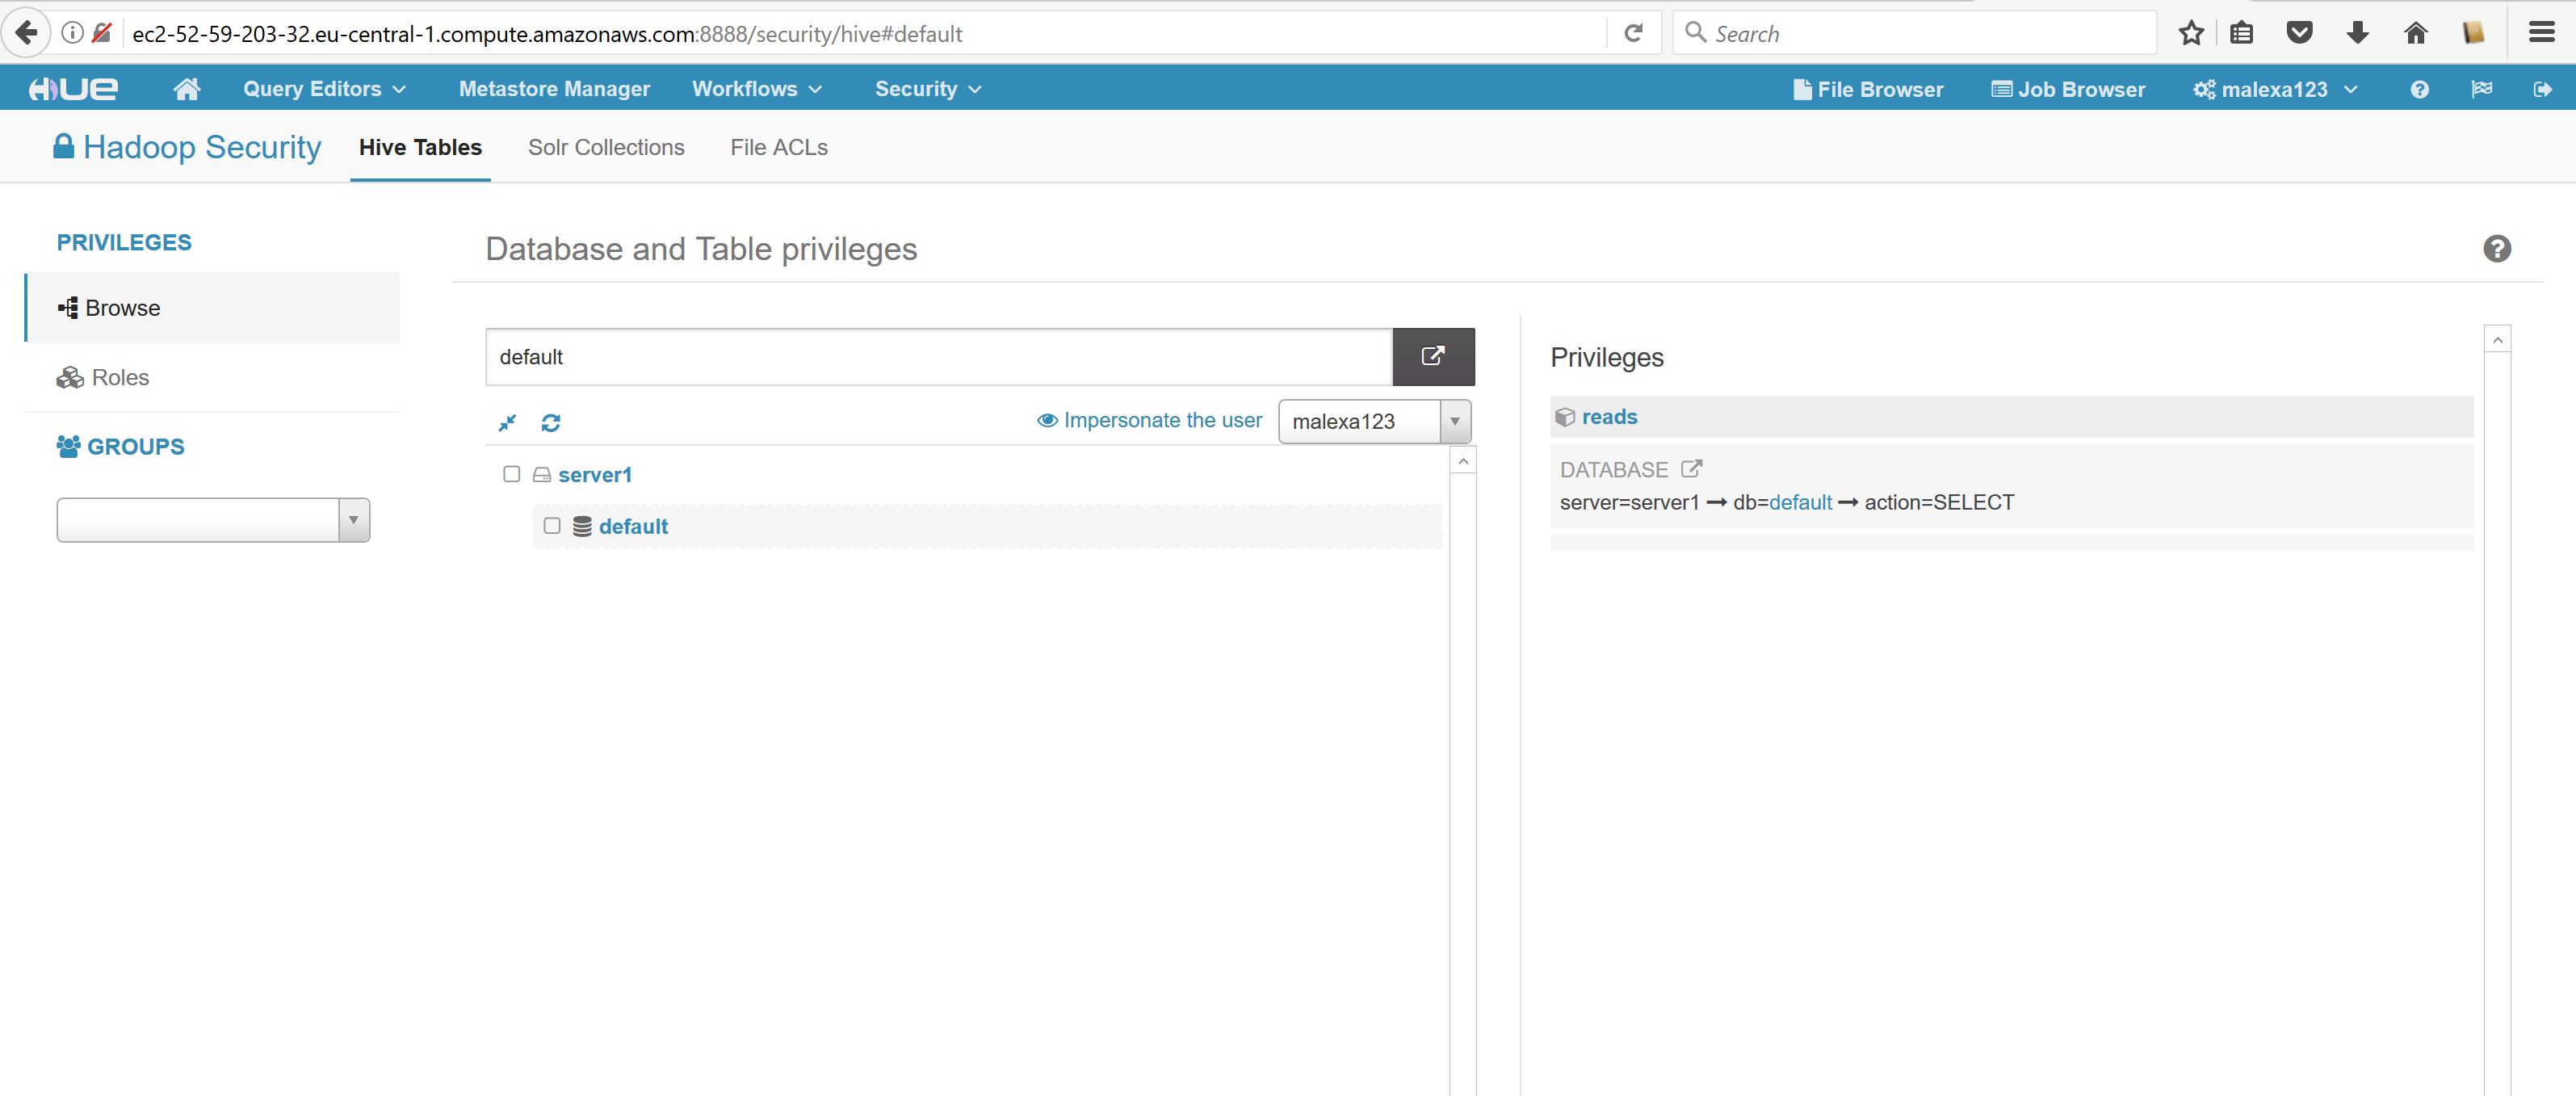 ec2-52-59-203-32.eu-central-1.compute.amazonaws.com:8888/security/hive#default
Search
HUE Query Editors Metastore Manager Workflows Security File Browser Job Browser malexa123
Hadoop Security Hive Tables Solr Collections File ACLs
PRIVILEGES
Browse
Roles
GROUPS
Database and Table privileges
default
Impersonate the user malexa123
server1
default
Privileges
reads
DATABASE
server=server1 → db=default → action=SELECT